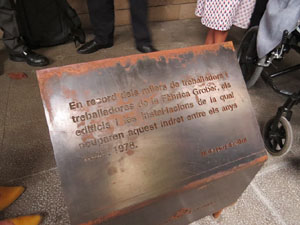 En record dels milers de treballadors i
treballadores de la Fàbrica Grober, els
edificis i les instal·lacions de la qual
ocuparen aquest indret entre els anys
1978.